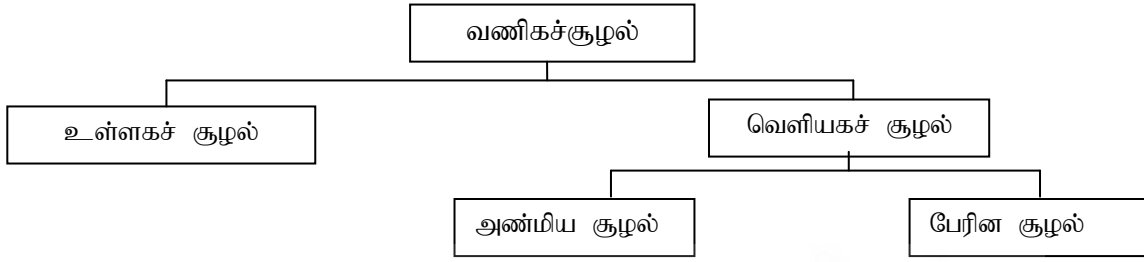 வணிகச்சூழல்
உள்ளகச் சூழல்
வெளியகச் சூழல்
அண்மிய சூழல்
பேரின சூழல்